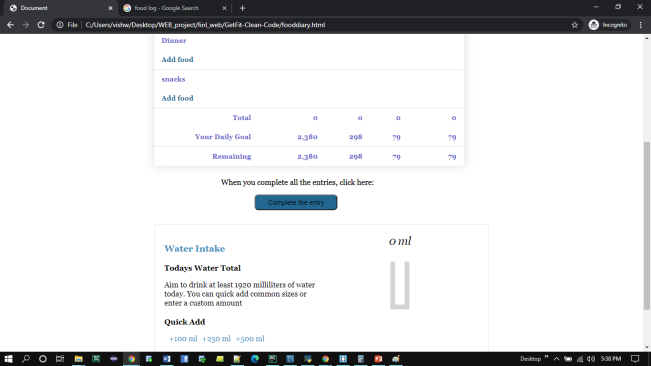 Document
food log - Google Search
File
C:/Users/vishw/Desktop/WEB_project/finl_web/GetFit-Clean-Code/fooddiary.html
Incognito
Dinner
Add food
snacks
Add food
Total 0 0 0 0
Your Daily Goal 2,380 298 79 79
Remaining 2,380 298 79 79
When you complete all the entries, click here:
Complete the entry
Water Intake
0 ml
Todays Water Total
Aim to drink at least 1920 milliliters of water
today. You can quick add common sizes or
enter a custom amount
Quick Add
+100 ml +250 ml +500 ml
Desktop
5:38 PM